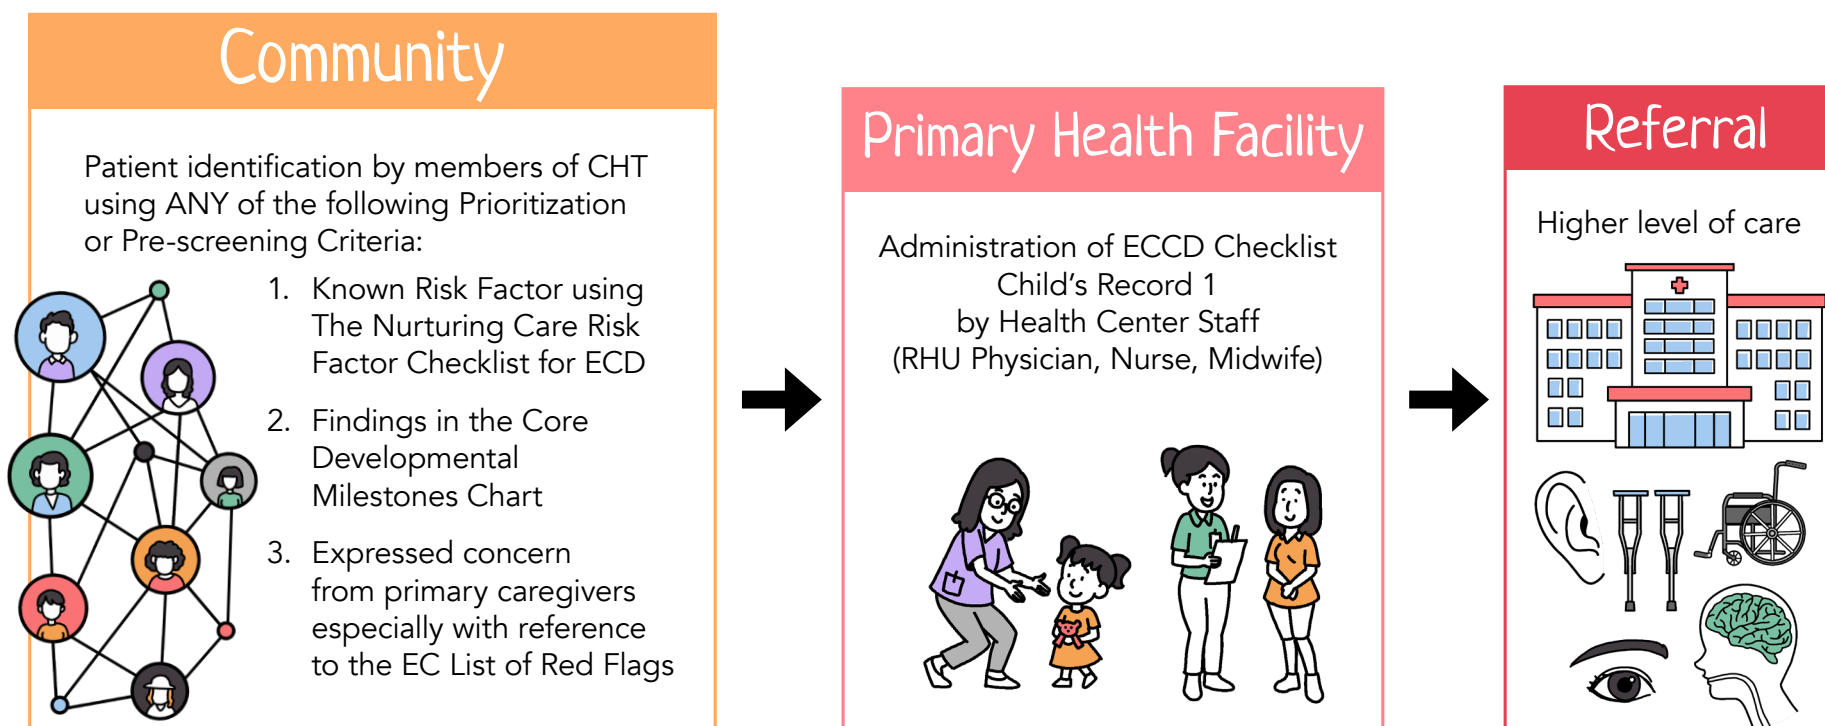 Community
Patient identification by members of CHT
using ANY of the following Prioritization
or Pre-screening Criteria:
1. Known Risk Factor using
The Nurturing Care Risk
Factor Checklist for ECD
2. Findings in the Core
Developmental
Milestones Chart
3. Expressed concern
from primary caregivers
especially with reference
to the EC List of Red Flags
Primary Health Facility
Administration of ECCD Checklist
Child's Record 1
by Health Center Staff
(RHU Physician, Nurse, Midwife)
Referral
Higher level of care